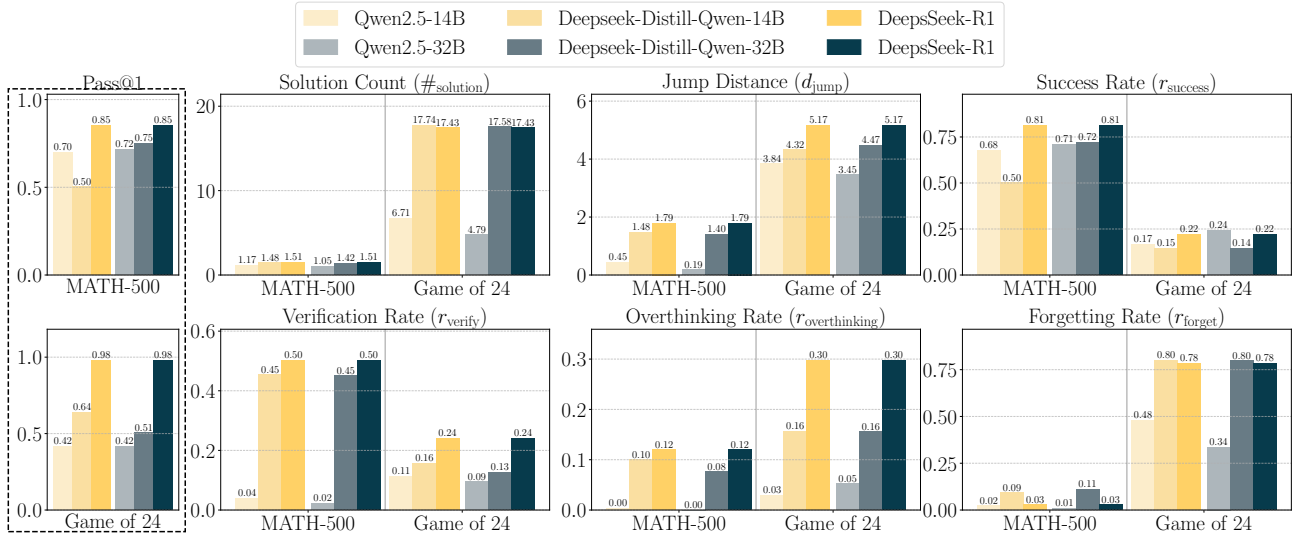 Qwen2.5-14B Deepseek-Distill-Qwen-14B DeepsSeek-R1
Qwen2.5-32B Deepseek-Distill-Qwen-32B DeepsSeek-R1
Pass@1
1.0
0.5
0.0
0.70 0.50 0.85 0.72 0.75 0.85
MATH-500
Solution Count (#solution)
20
10
0
1.17 1.48 1.51 1.05 1.42 1.51
6.71 17.74 17.43 4.79 17.58 17.43
MATH-500 Game of 24
Jump Distance (djump)
6
4
2
0
0.45 1.48 1.79 0.19 1.40 1.79
3.84 4.32 5.17 3.45 4.47 5.17
MATH-500 Game of 24
Success Rate (rsuccess)
0.75
0.50
0.25
0.00
0.68 0.50 0.81 0.71 0.72 0.81
0.17 0.15 0.22 0.24 0.14 0.22
MATH-500 Game of 24
1.0
0.5
0.0
0.42 0.64 0.98 0.42 0.51 0.98
Game of 24
Verification Rate (rverify)
0.6
0.4
0.2
0.0
0.04 0.45 0.50 0.02 0.45 0.50
0.11 0.16 0.24 0.09 0.13 0.24
MATH-500 Game of 24
Overthinking Rate (roverthinking)
0.3
0.2
0.1
0.0
0.00 0.10 0.12 0.00 0.08 0.12
0.03 0.16 0.30 0.05 0.16 0.30
MATH-500 Game of 24
Forgetting Rate (rforget)
0.75
0.50
0.25
0.00
0.02 0.09 0.03 0.01 0.11 0.03
0.48 0.80 0.78 0.34 0.80 0.78
MATH-500 Game of 24